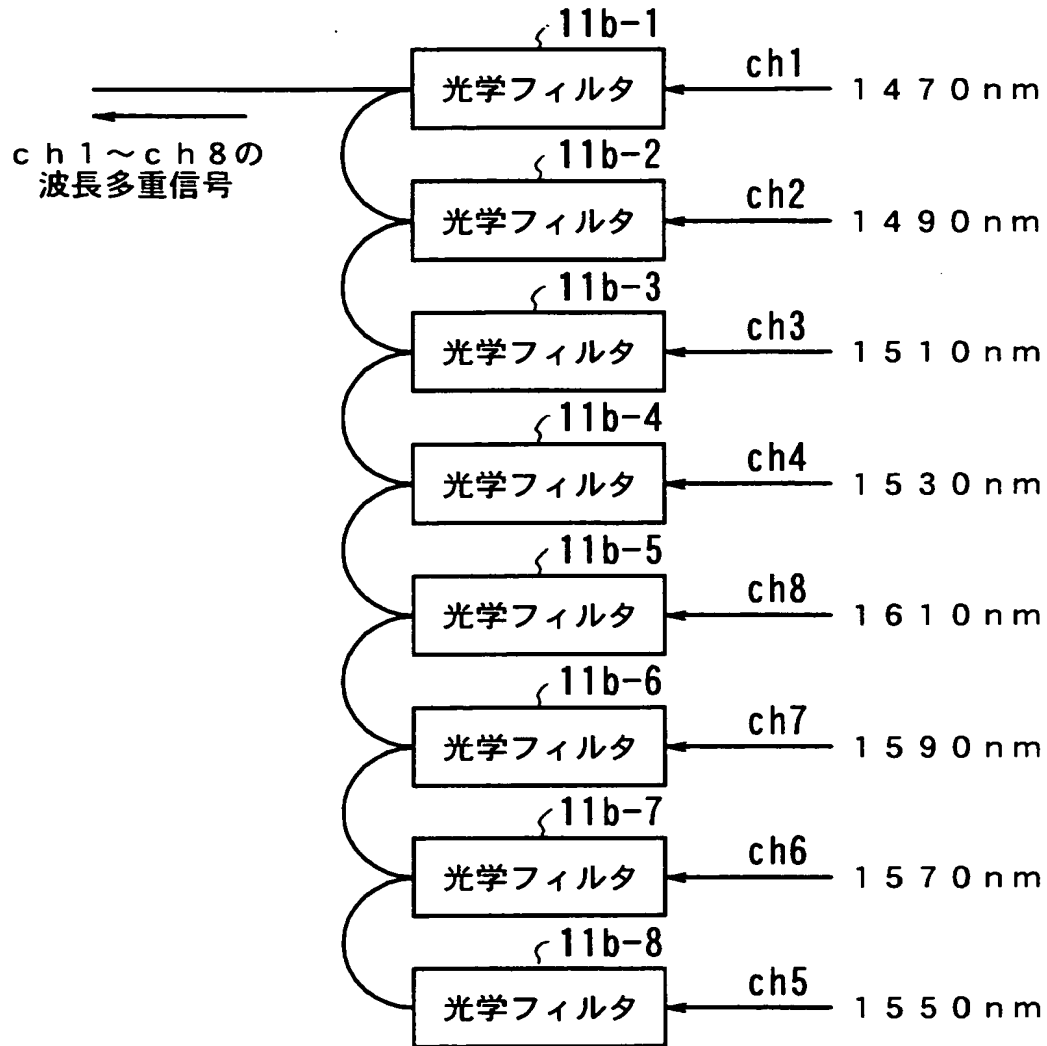 11b-1
光学フィルタ
ch1
1470nm
ch1～ch8の
波長多重信号
11b-2
光学フィルタ
ch2
1490nm
11b-3
光学フィルタ
ch3
1510nm
11b-4
光学フィルタ
ch4
1530nm
11b-5
光学フィルタ
ch8
1610nm
11b-6
光学フィルタ
ch7
1590nm
11b-7
光学フィルタ
ch6
1570nm
11b-8
光学フィルタ
ch5
1550nm